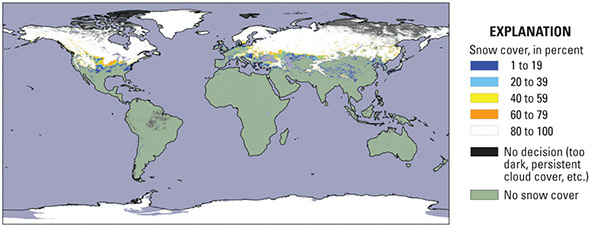 EXPLANATION
Snow cover, in percent
1 to 19
20 to 39
40 to 59
60 to 79
80 to 100
No decision (too
dark, persistent
cloud cover, etc.)
No snow cover